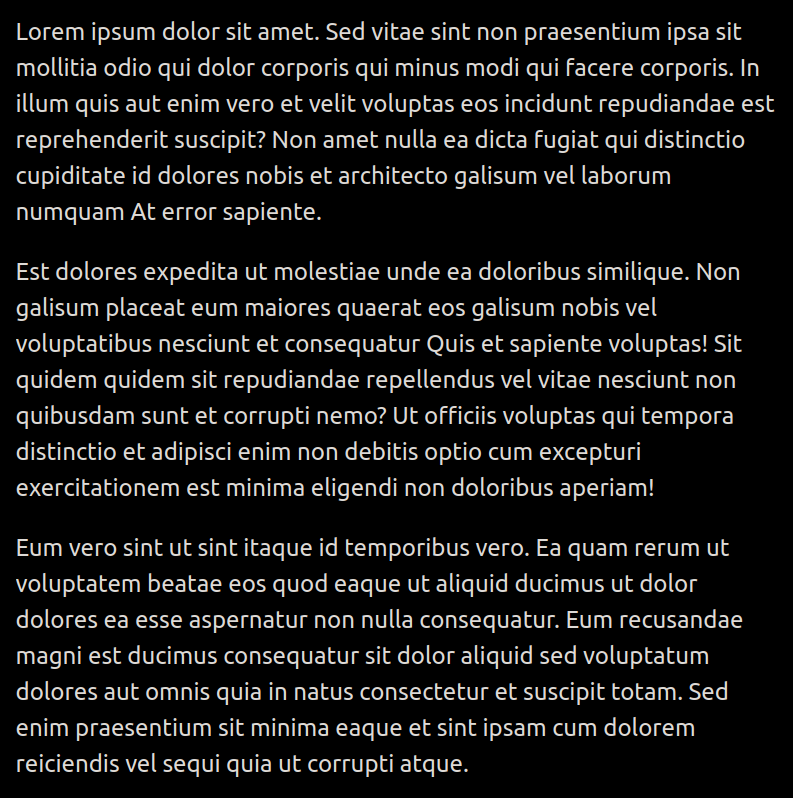 Lorem ipsum dolor sit amet. Sed vitae sint non praesentium ipsa sit
mollitia odio qui dolor corporis qui minus modi qui facere corporis. In
illum quis aut enim vero et velit voluptas eos incidunt repudiandae est
reprehenderit suscipit? Non amet nulla ea dicta fugiat qui distinctio
cupiditate id dolores nobis et architecto galisum vel laborum
numquam At error sapiente.
Est dolores expedita ut molestiae unde ea doloribus similique. Non
galisum placeat eum maiores quaerat eos galisum nobis vel
voluptatibus nesciunt et consequatur Quis et sapiente voluptas! Sit
quidem quidem sit repudiandae repellendus vel vitae nesciunt non
quibusdam sunt et corrupti nemo? Ut officiis voluptas qui tempora
distinctio et adipisci enim non debitis optio cum excepturi
exercitationem est minima eligendi non doloribus aperiam!
Eum vero sint ut sint itaque id temporibus vero. Ea quam rerum ut
voluptatem beatae eos quod eaque ut aliquid ducimus ut dolor
dolores ea esse aspernatur non nulla consequatur. Eum recusandae
magni est ducimus consequatur sit dolor aliquid sed voluptatum
dolores aut omnis quia in natus consectetur et suscipit totam. Sed
enim praesentium sit minima eaque et sint ipsam cum dolorem
reiciendis vel sequi quia ut corrupti atque.